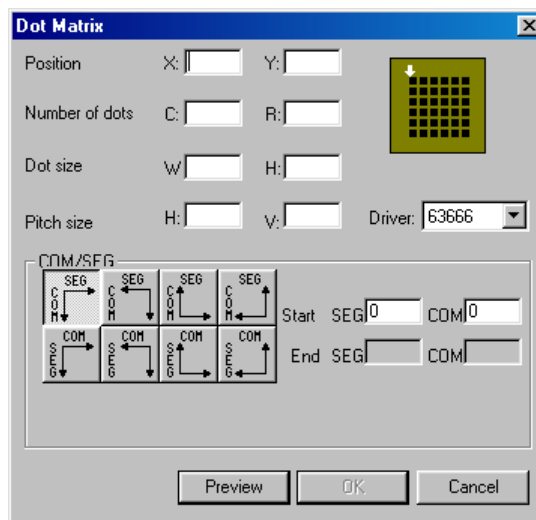 Dot Matrix
Position X: Y:
Number of dots C: R:
Dot size W H:
Pitch size H: V: Driver: 63666
COM/SEG
SEG COM SEG COM SEG COM SEG COM
Start SEG 0 COM 0
COM SEG COM SEG COM SEG COM SEG
End SEG COM
Preview OK Cancel